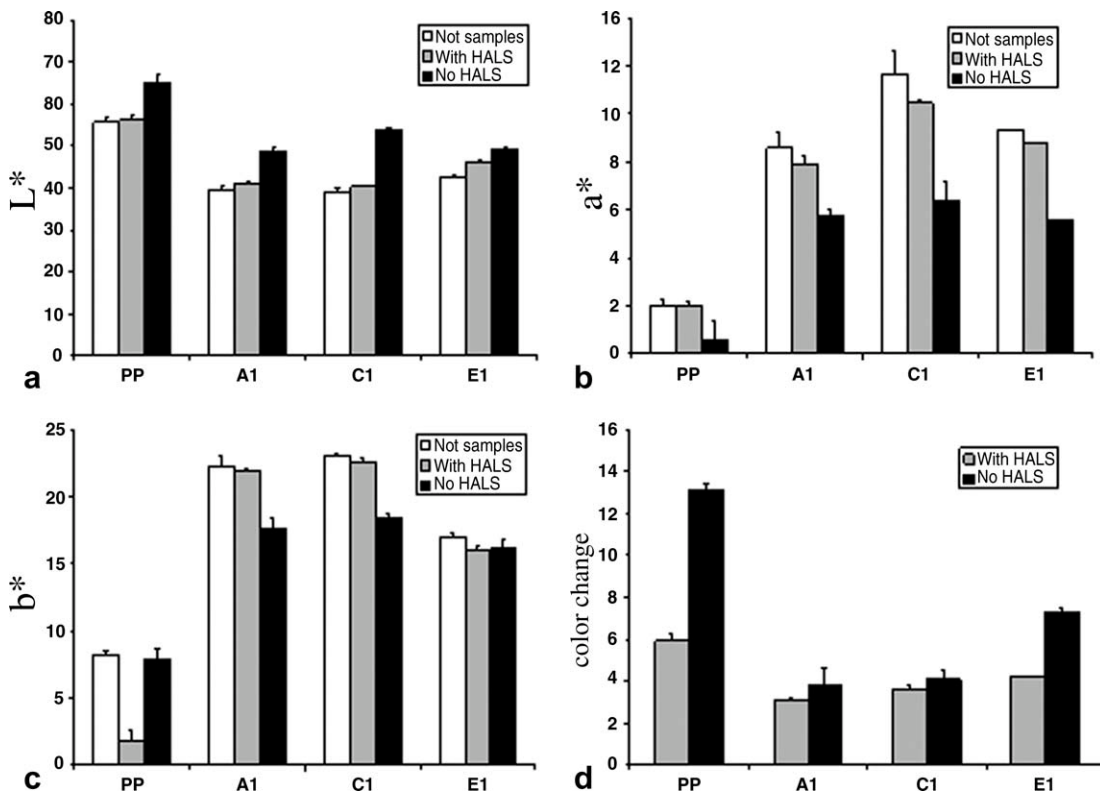 a
L*
80
70
60
50
40
30
20
10
0
Not samples
With HALS
No HALS
PP A1 C1 E1
b
a*
16
14
12
10
8
6
4
2
0
Not samples
With HALS
No HALS
PP A1 C1 E1
c
b*
25
20
15
10
5
0
Not samples
With HALS
No HALS
PP A1 C1 E1
d
color change
16
14
12
10
8
6
4
2
0
With HALS
No HALS
PP A1 C1 E1